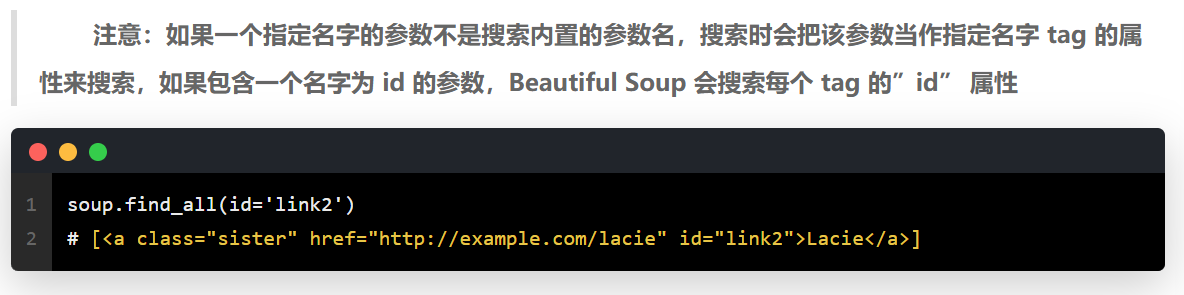 注意：如果一个指定名字的参数不是搜索内置的参数名，搜索时会把该参数当作指定名字 tag 的属
性来搜索，如果包含一个名字为 id 的参数，Beautiful Soup 会搜索每个 tag 的”id” 属性
1 soup.find_all(id='link2')
2 # [<a class="sister" href="http://example.com/lacie" id="link2">Lacie</a>]